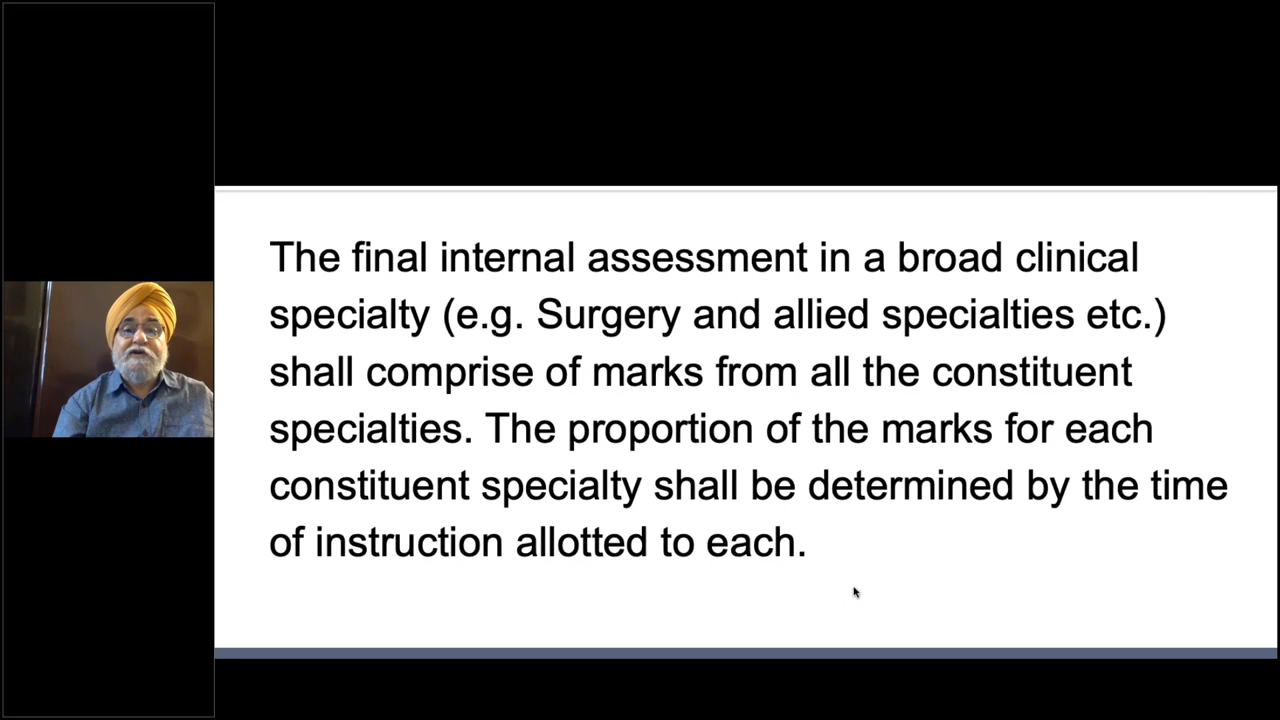 The final internal assessment in a broad clinical
specialty (e.g. Surgery and allied specialties etc.)
shall comprise of marks from all the constituent
specialties. The proportion of the marks for each
constituent specialty shall be determined by the time
of instruction allotted to each.